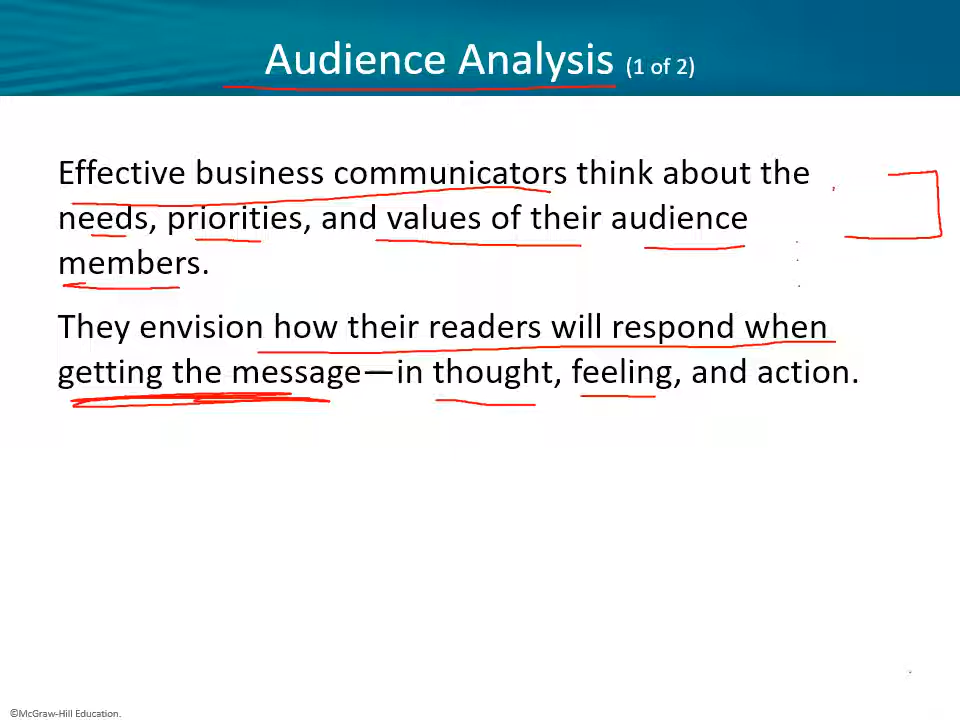 Audience Analysis (1 of 2)
Effective business communicators think about the
needs, priorities, and values of their audience
members.
They envision how their readers will respond when
getting the message—in thought, feeling, and action.
©McGraw-Hill Education.